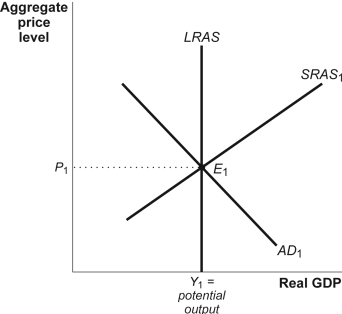 Aggregate
price
level
LRAS
SRAS1
P1
E1
AD1
Y1 =
potential
output
Real GDP